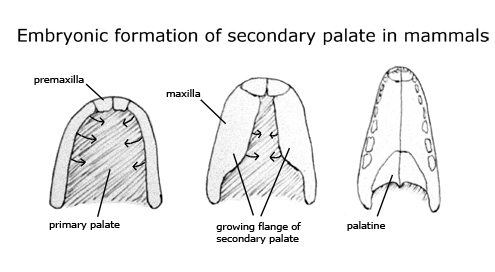 Embryonic formation of secondary palate in mammals
premaxilla
maxilla
primary palate
growing flange of
secondary palate
palatine